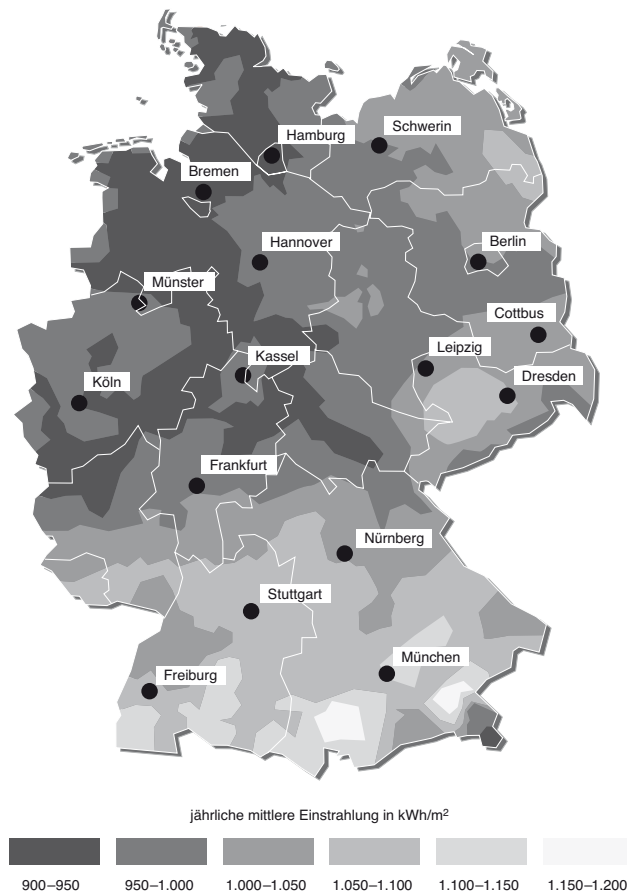 Hamburg
Schwerin
Bremen
Hannover
Berlin
Münster
Cottbus
Leipzig
Kassel
Dresden
Köln
Frankfurt
Nürnberg
Stuttgart
München
Freiburg
jährliche mittlere Einstrahlung in kWh/m²
900–950 950–1.000 1.000–1.050 1.050–1.100 1.100–1.150 1.150–1.200